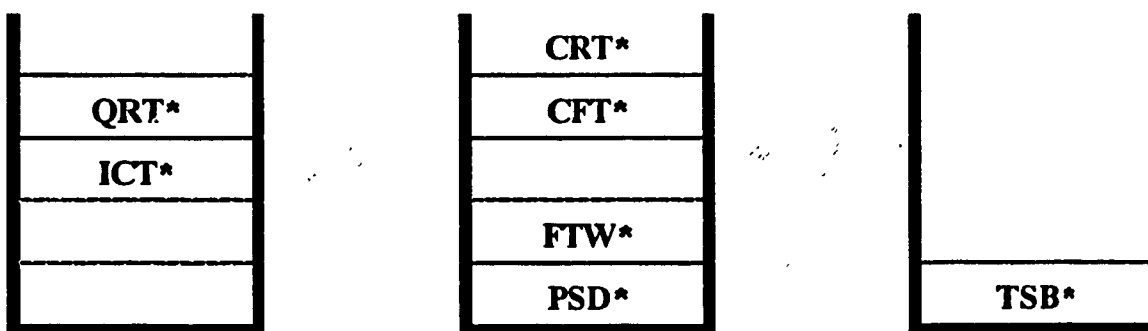 CRT*
QRT*
CFT*
ICT*
FTW*
PSD*
TSB*